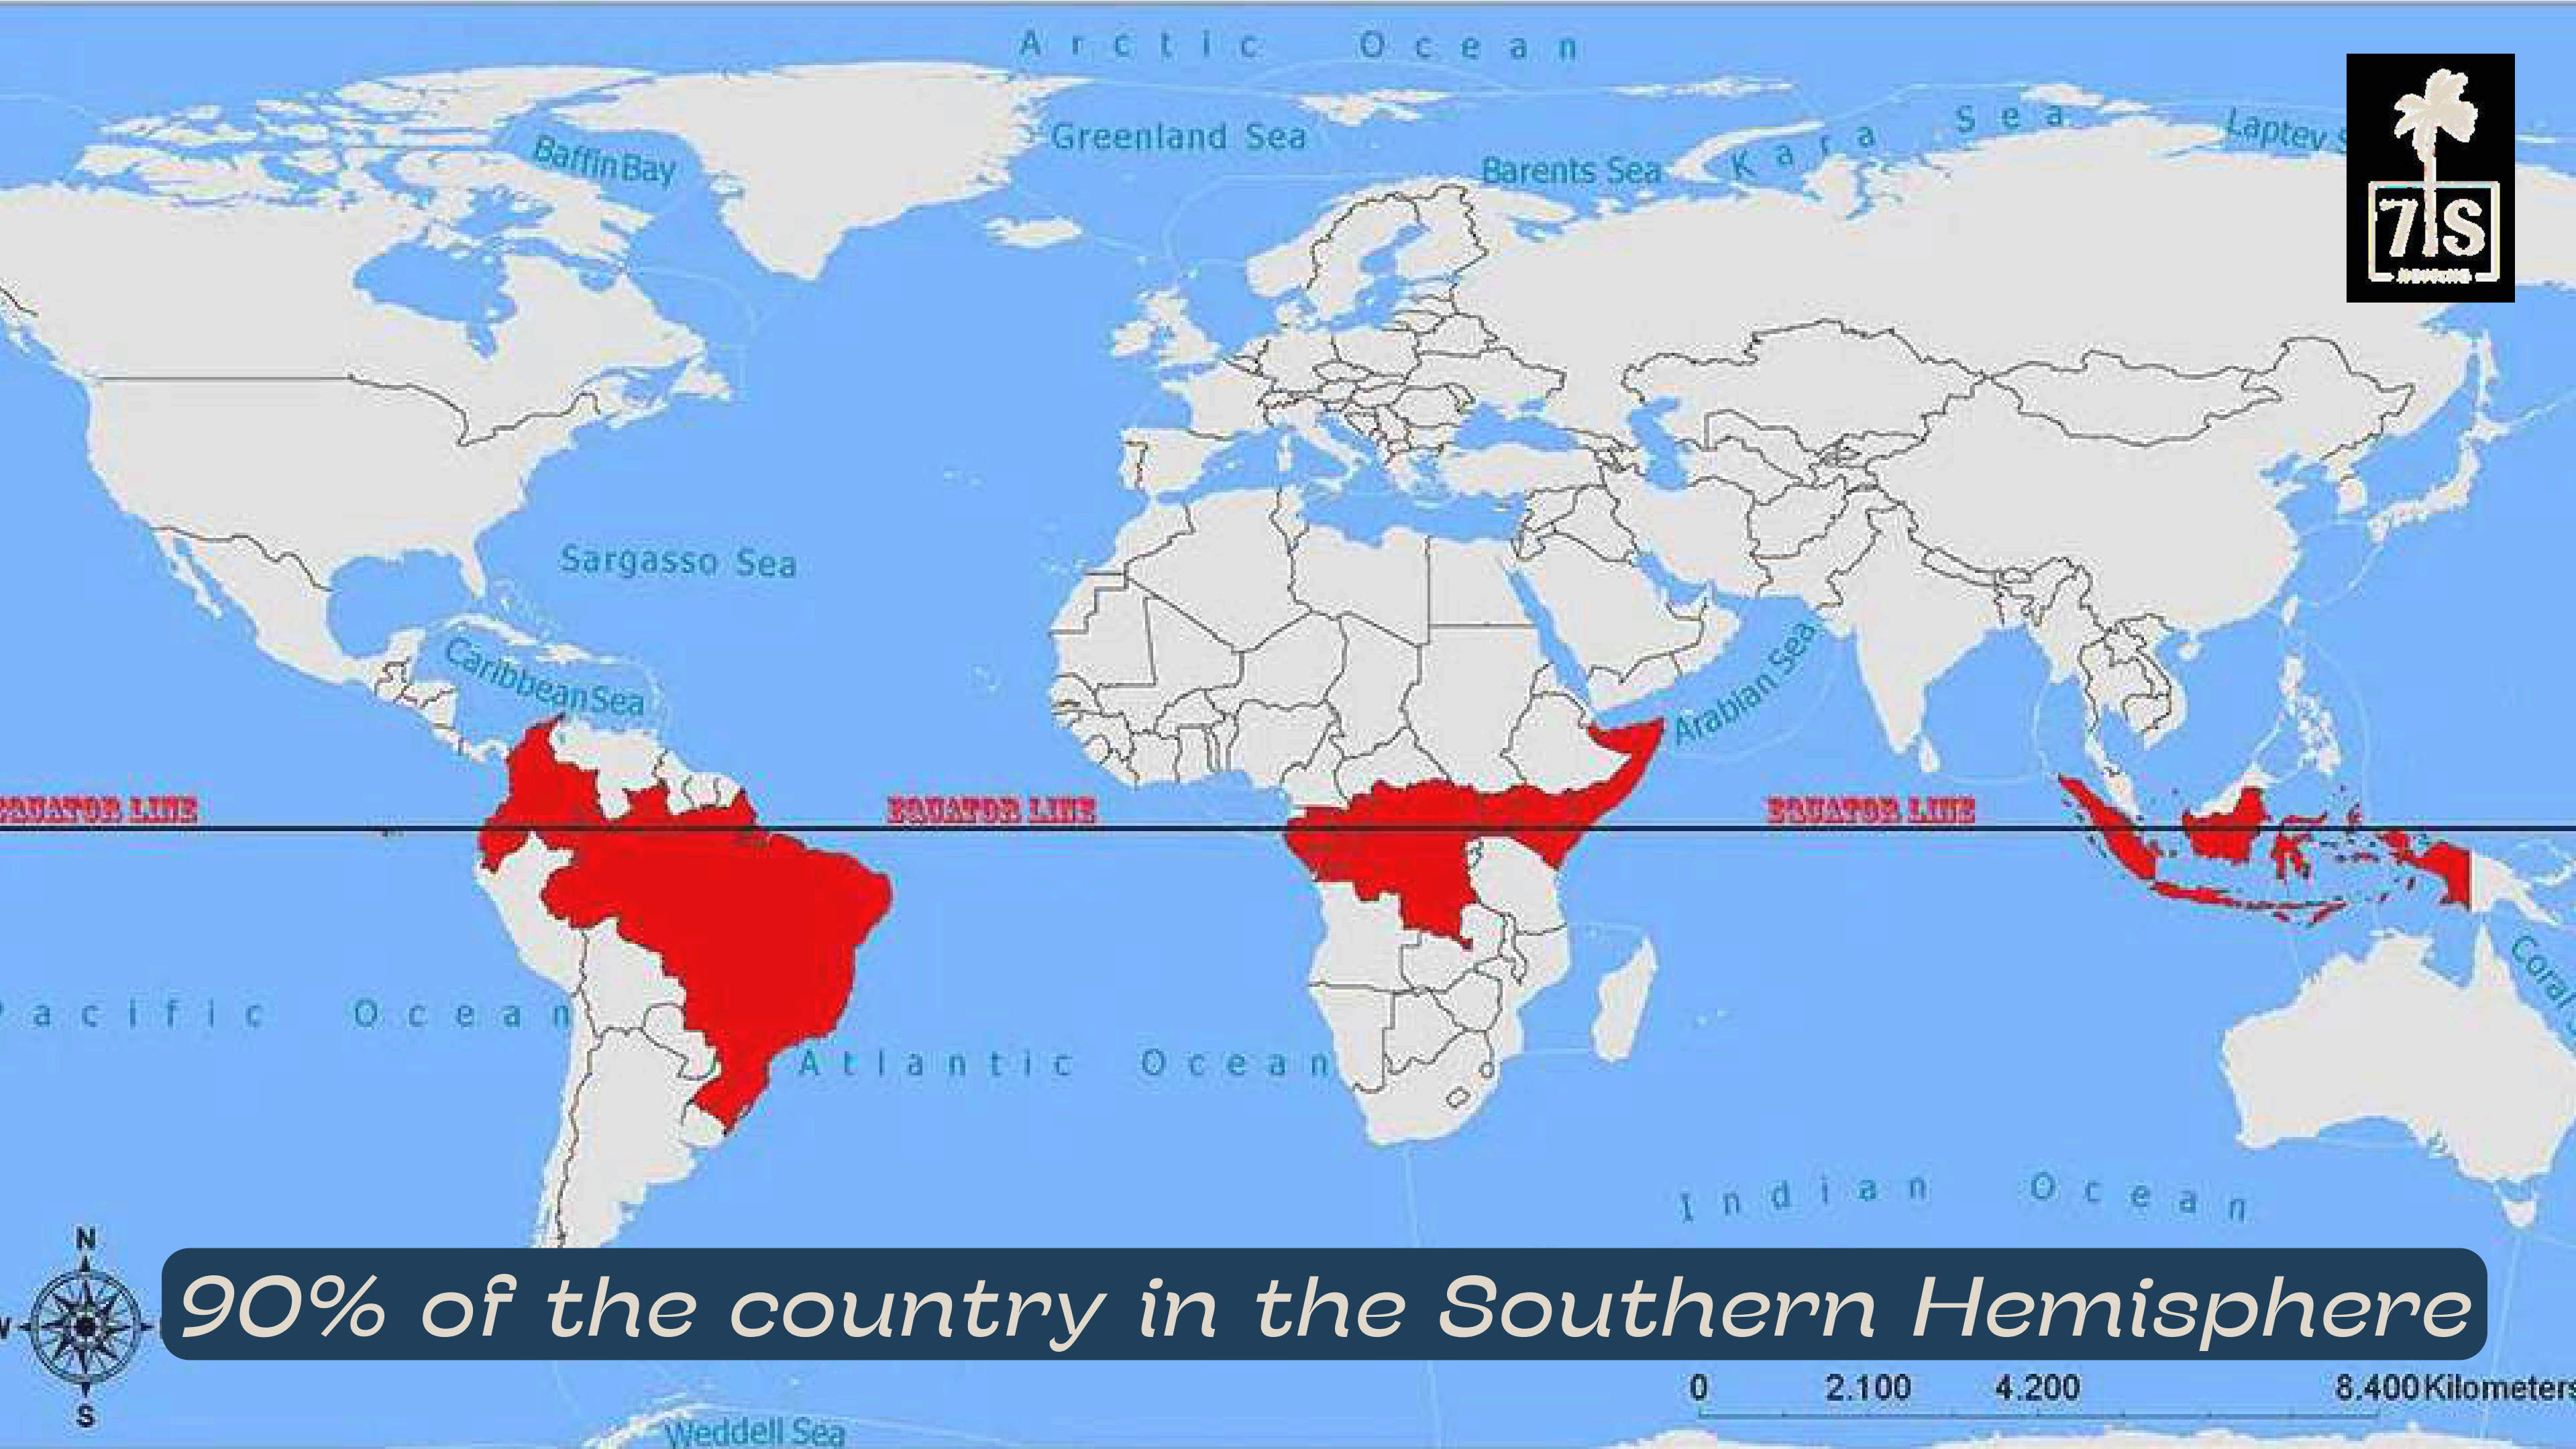 Arctic Ocean
Greenland Sea
Baffin Bay
Barents Sea
Kara Sea
Laptev S
7 S
Sargasso Sea
Caribbean Sea
Arabian Sea
EQUATOR LINE
EQUATOR LINE
EQUATOR LINE
Pacific Ocean
Atlantic Ocean
Coral
Indian Ocean
N
90% of the country in the Southern Hemisphere
S
0 2.100 4.200 8.400 Kilometers
Weddell Sea